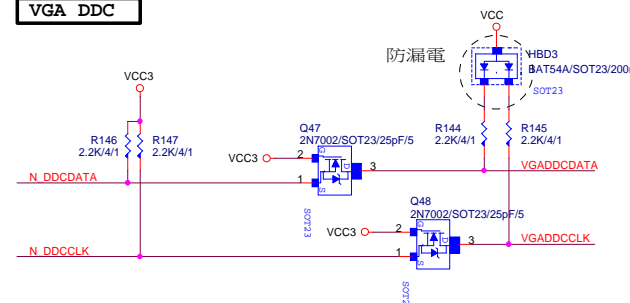 VGA DDC
VCC
防漏電
HBD3
BAT54A/SOT23/200
SOT23
VCC3
R146
2.2K/4/1
R147
2.2K/4/1
Q47
2N7002/SOT23/25pF/5
R144
2.2K/4/1
R145
2.2K/4/1
VCC3
2
G
D
S
3
1
N_DDCDATA
VGADDCDATA
SOT23
Q48
2N7002/SOT23/25pF/5
VCC3
2
G
D
S
3
1
N_DDCCLK
VGADDCCLK